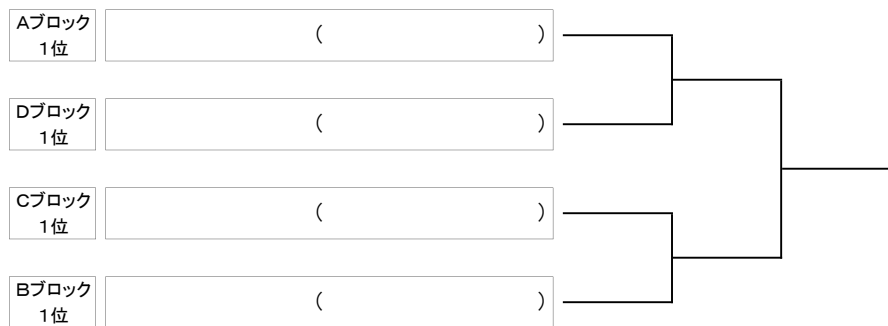 Aブロック
1位
(　　　　　　　　　　)
Dブロック
1位
(　　　　　　　　　　)
Cブロック
1位
(　　　　　　　　　　)
Bブロック
1位
(　　　　　　　　　　)